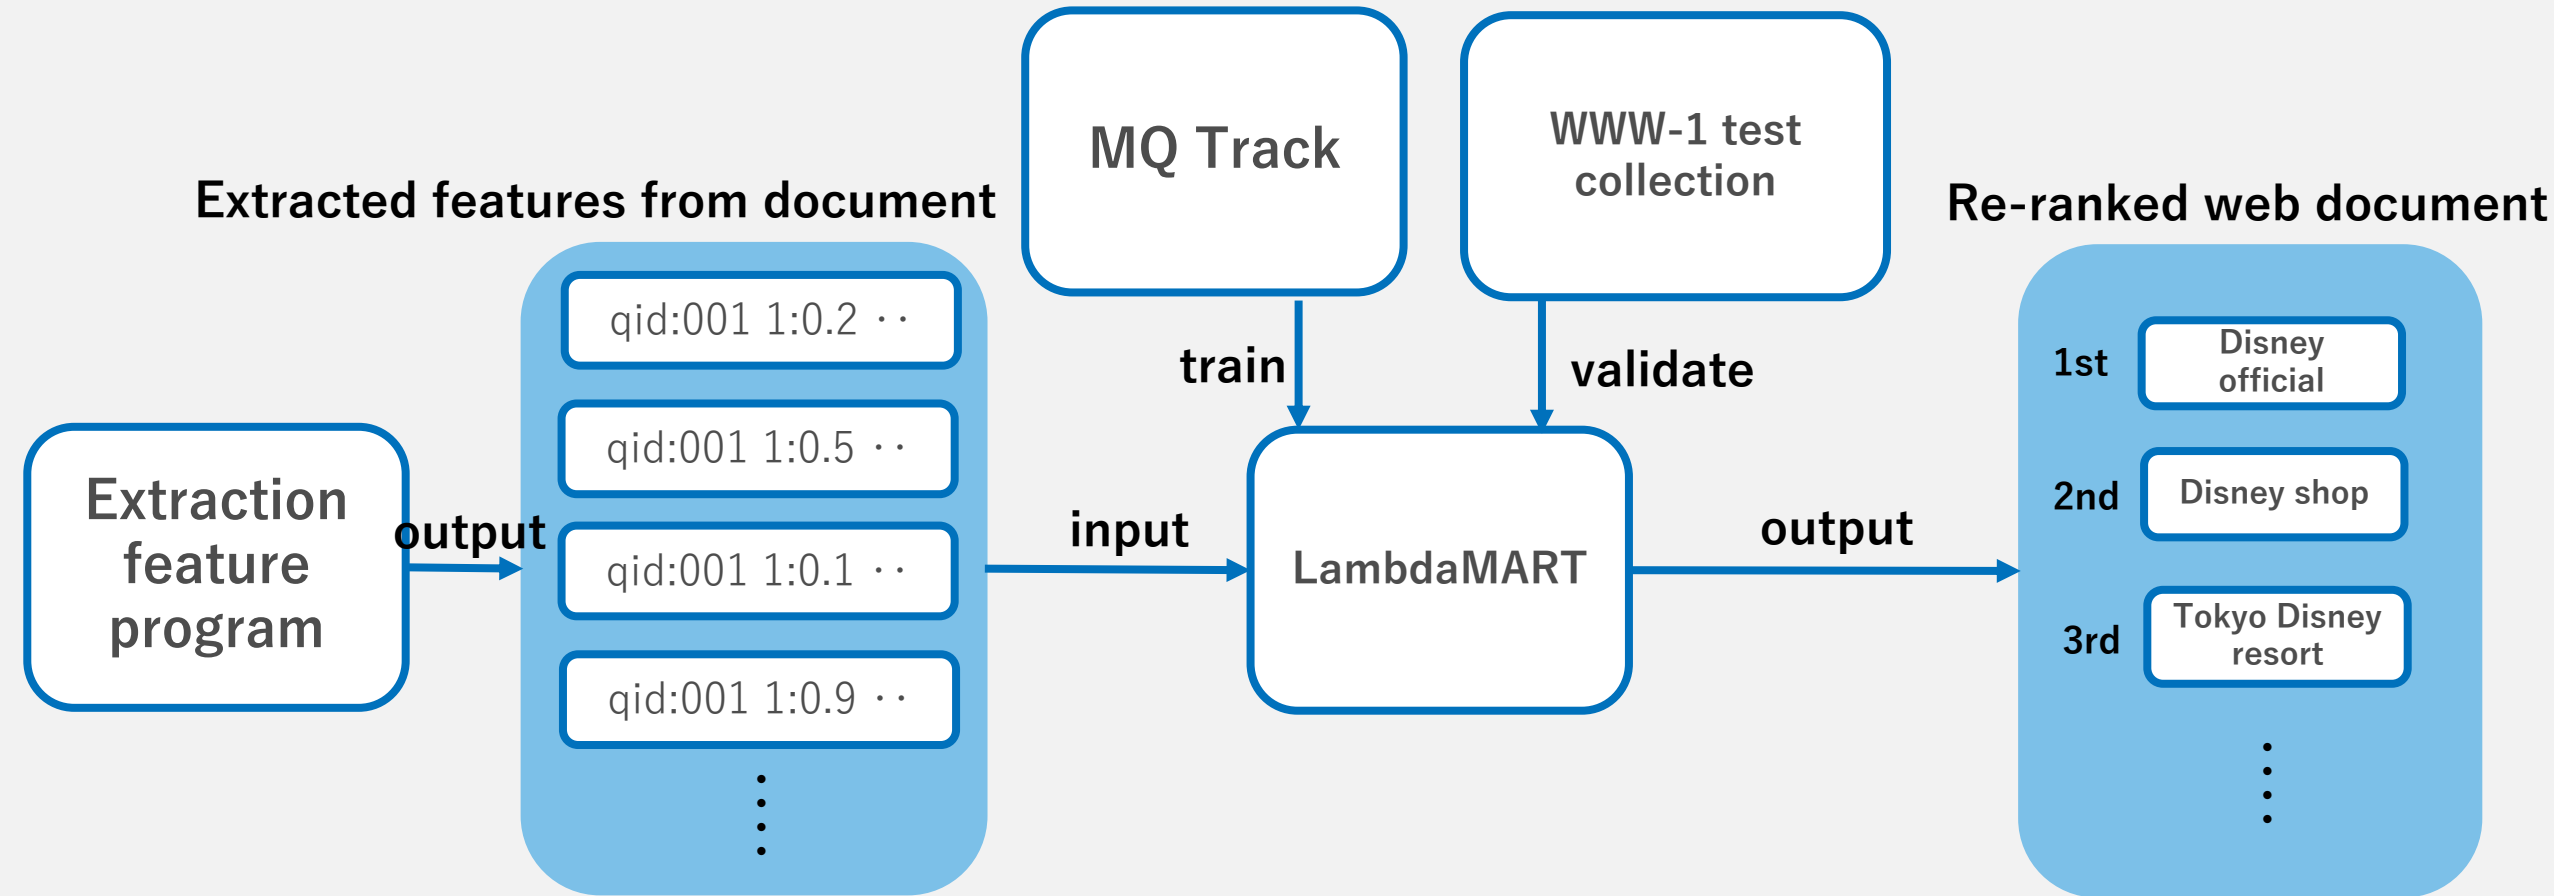 MQ Track
WWW-1 test
collection
Extracted features from document
Re-ranked web document
qid:001 1:0.2 ‥
qid:001 1:0.5 ‥
qid:001 1:0.1 ‥
qid:001 1:0.9 ‥
train
validate
Extraction
feature
program
output
input
LambdaMART
output
1st
Disney
official
2nd
Disney shop
3rd
Tokyo Disney
resort